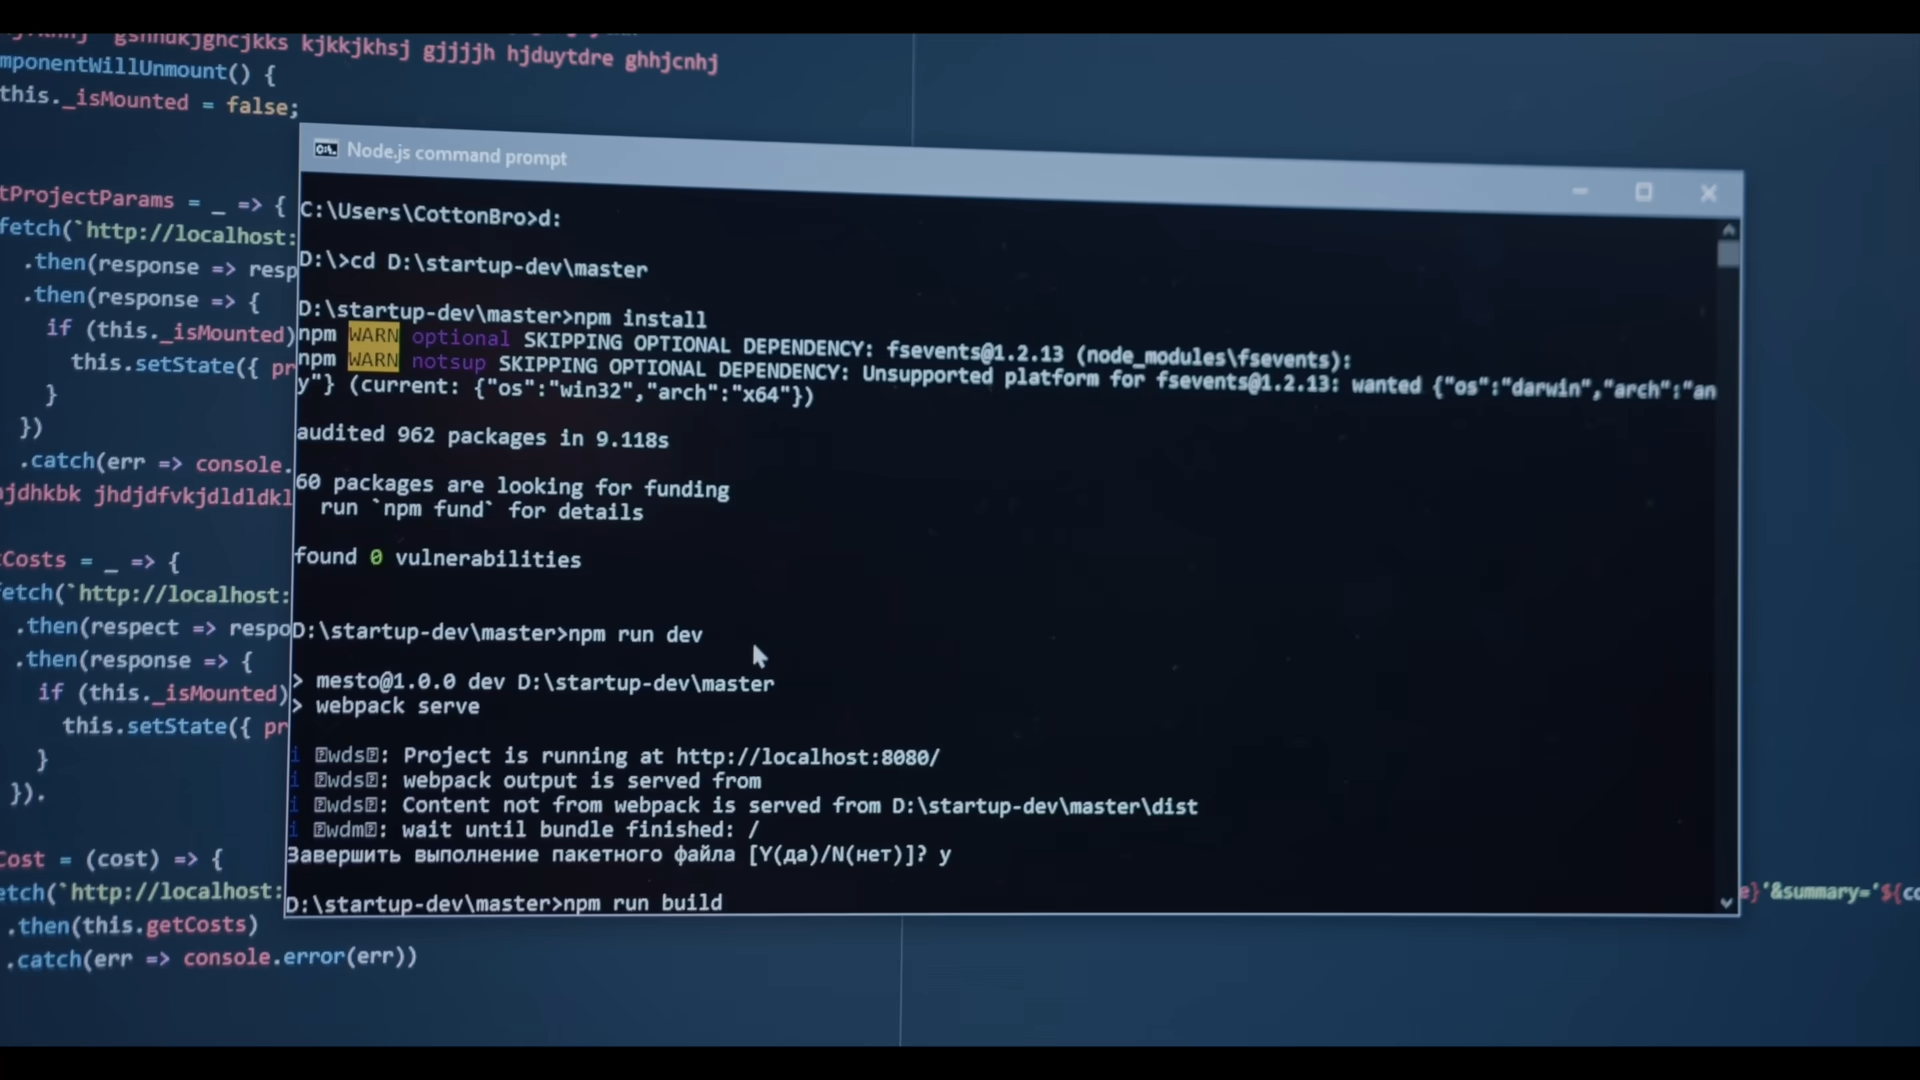 gshhdkjghcjkks kjkkjkhsj gjjjjh hjduytdre ghhjcnhj
mponentWillUnmount() {
this._isMounted = false;
tProjectParams = _ => {
fetch(`http://localhost:
.then(response => resp
.then(response => {
if (this._isMounted)
this.setState({ pr
}
})
.catch(err => console.
jdhkbk jhdjdfvkjdldldkl
Costs = _ => {
etch(`http://localhost:
.then(respect => respo
.then(response => {
if (this._isMounted)
this.setState({ pr
}
}).
Cost = (cost) => {
etch(`http://localhost:
.then(this.getCosts)
.catch(err => console.error(err))
Node.js command prompt
C:\Users\CottonBro>d:
D:\>cd D:\startup-dev\master
D:\startup-dev\master>npm install
npm WARN optional SKIPPING OPTIONAL DEPENDENCY: fsevents@1.2.13 (node_modules\fsevents):
npm WARN notsup SKIPPING OPTIONAL DEPENDENCY: Unsupported platform for fsevents@1.2.13: wanted {"os":"darwin","arch":"an
y"} (current: {"os":"win32","arch":"x64"})
audited 962 packages in 9.118s
60 packages are looking for funding
run `npm fund` for details
found 0 vulnerabilities
D:\startup-dev\master>npm run dev
> mesto@1.0.0 dev D:\startup-dev\master
> webpack serve
i wds: Project is running at http://localhost:8080/
i wds: webpack output is served from
i wds: Content not from webpack is served from D:\startup-dev\master\dist
i wdm: wait until bundle finished: /
Завершить выполнение пакетного файла [Y(да)/N(нет)]? y
D:\startup-dev\master>npm run build
e}'&summary='${co